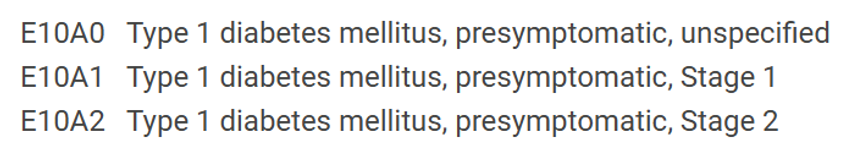 E10A0 Type 1 diabetes mellitus, presymptomatic, unspecified
E10A1 Type 1 diabetes mellitus, presymptomatic, Stage 1
E10A2 Type 1 diabetes mellitus, presymptomatic, Stage 2